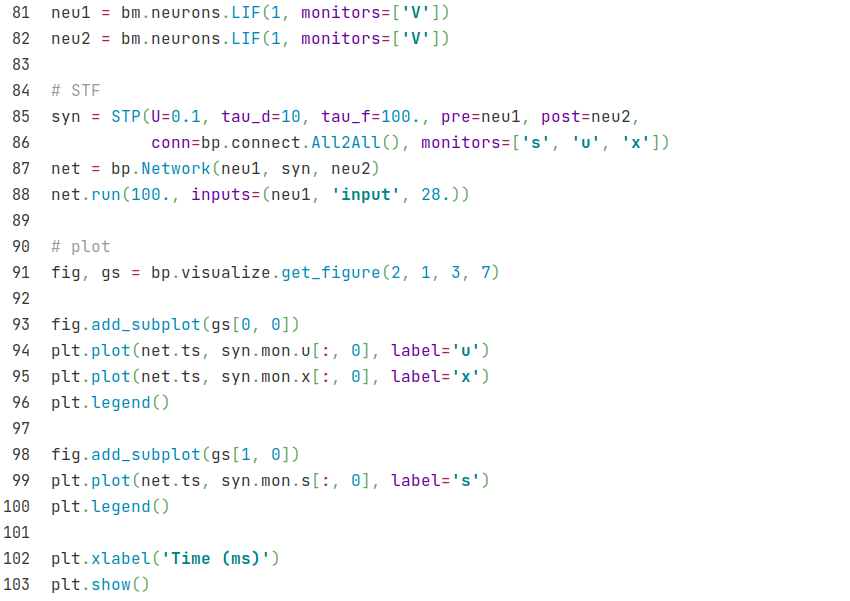 81 neu1 = bm.neurons.LIF(1, monitors=['V'])
82 neu2 = bm.neurons.LIF(1, monitors=['V'])
83
84 # STF
85 syn = STP(U=0.1, tau_d=10, tau_f=100., pre=neu1, post=neu2,
86           conn=bp.connect.All2All(), monitors=['s', 'u', 'x'])
87 net = bp.Network(neu1, syn, neu2)
88 net.run(100., inputs=(neu1, 'input', 28.))
89
90 # plot
91 fig, gs = bp.visualize.get_figure(2, 1, 3, 7)
92
93 fig.add_subplot(gs[0, 0])
94 plt.plot(net.ts, syn.mon.u[:, 0], label='u')
95 plt.plot(net.ts, syn.mon.x[:, 0], label='x')
96 plt.legend()
97
98 fig.add_subplot(gs[1, 0])
99 plt.plot(net.ts, syn.mon.s[:, 0], label='s')
100 plt.legend()
101
102 plt.xlabel('Time (ms)')
103 plt.show()